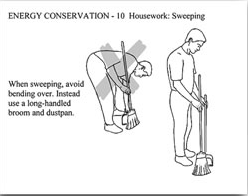 ENERGY CONSERVATION - 10 Housework: Sweeping
When sweeping, avoid
bending over. Instead
use a long-handled
broom and dustpan.